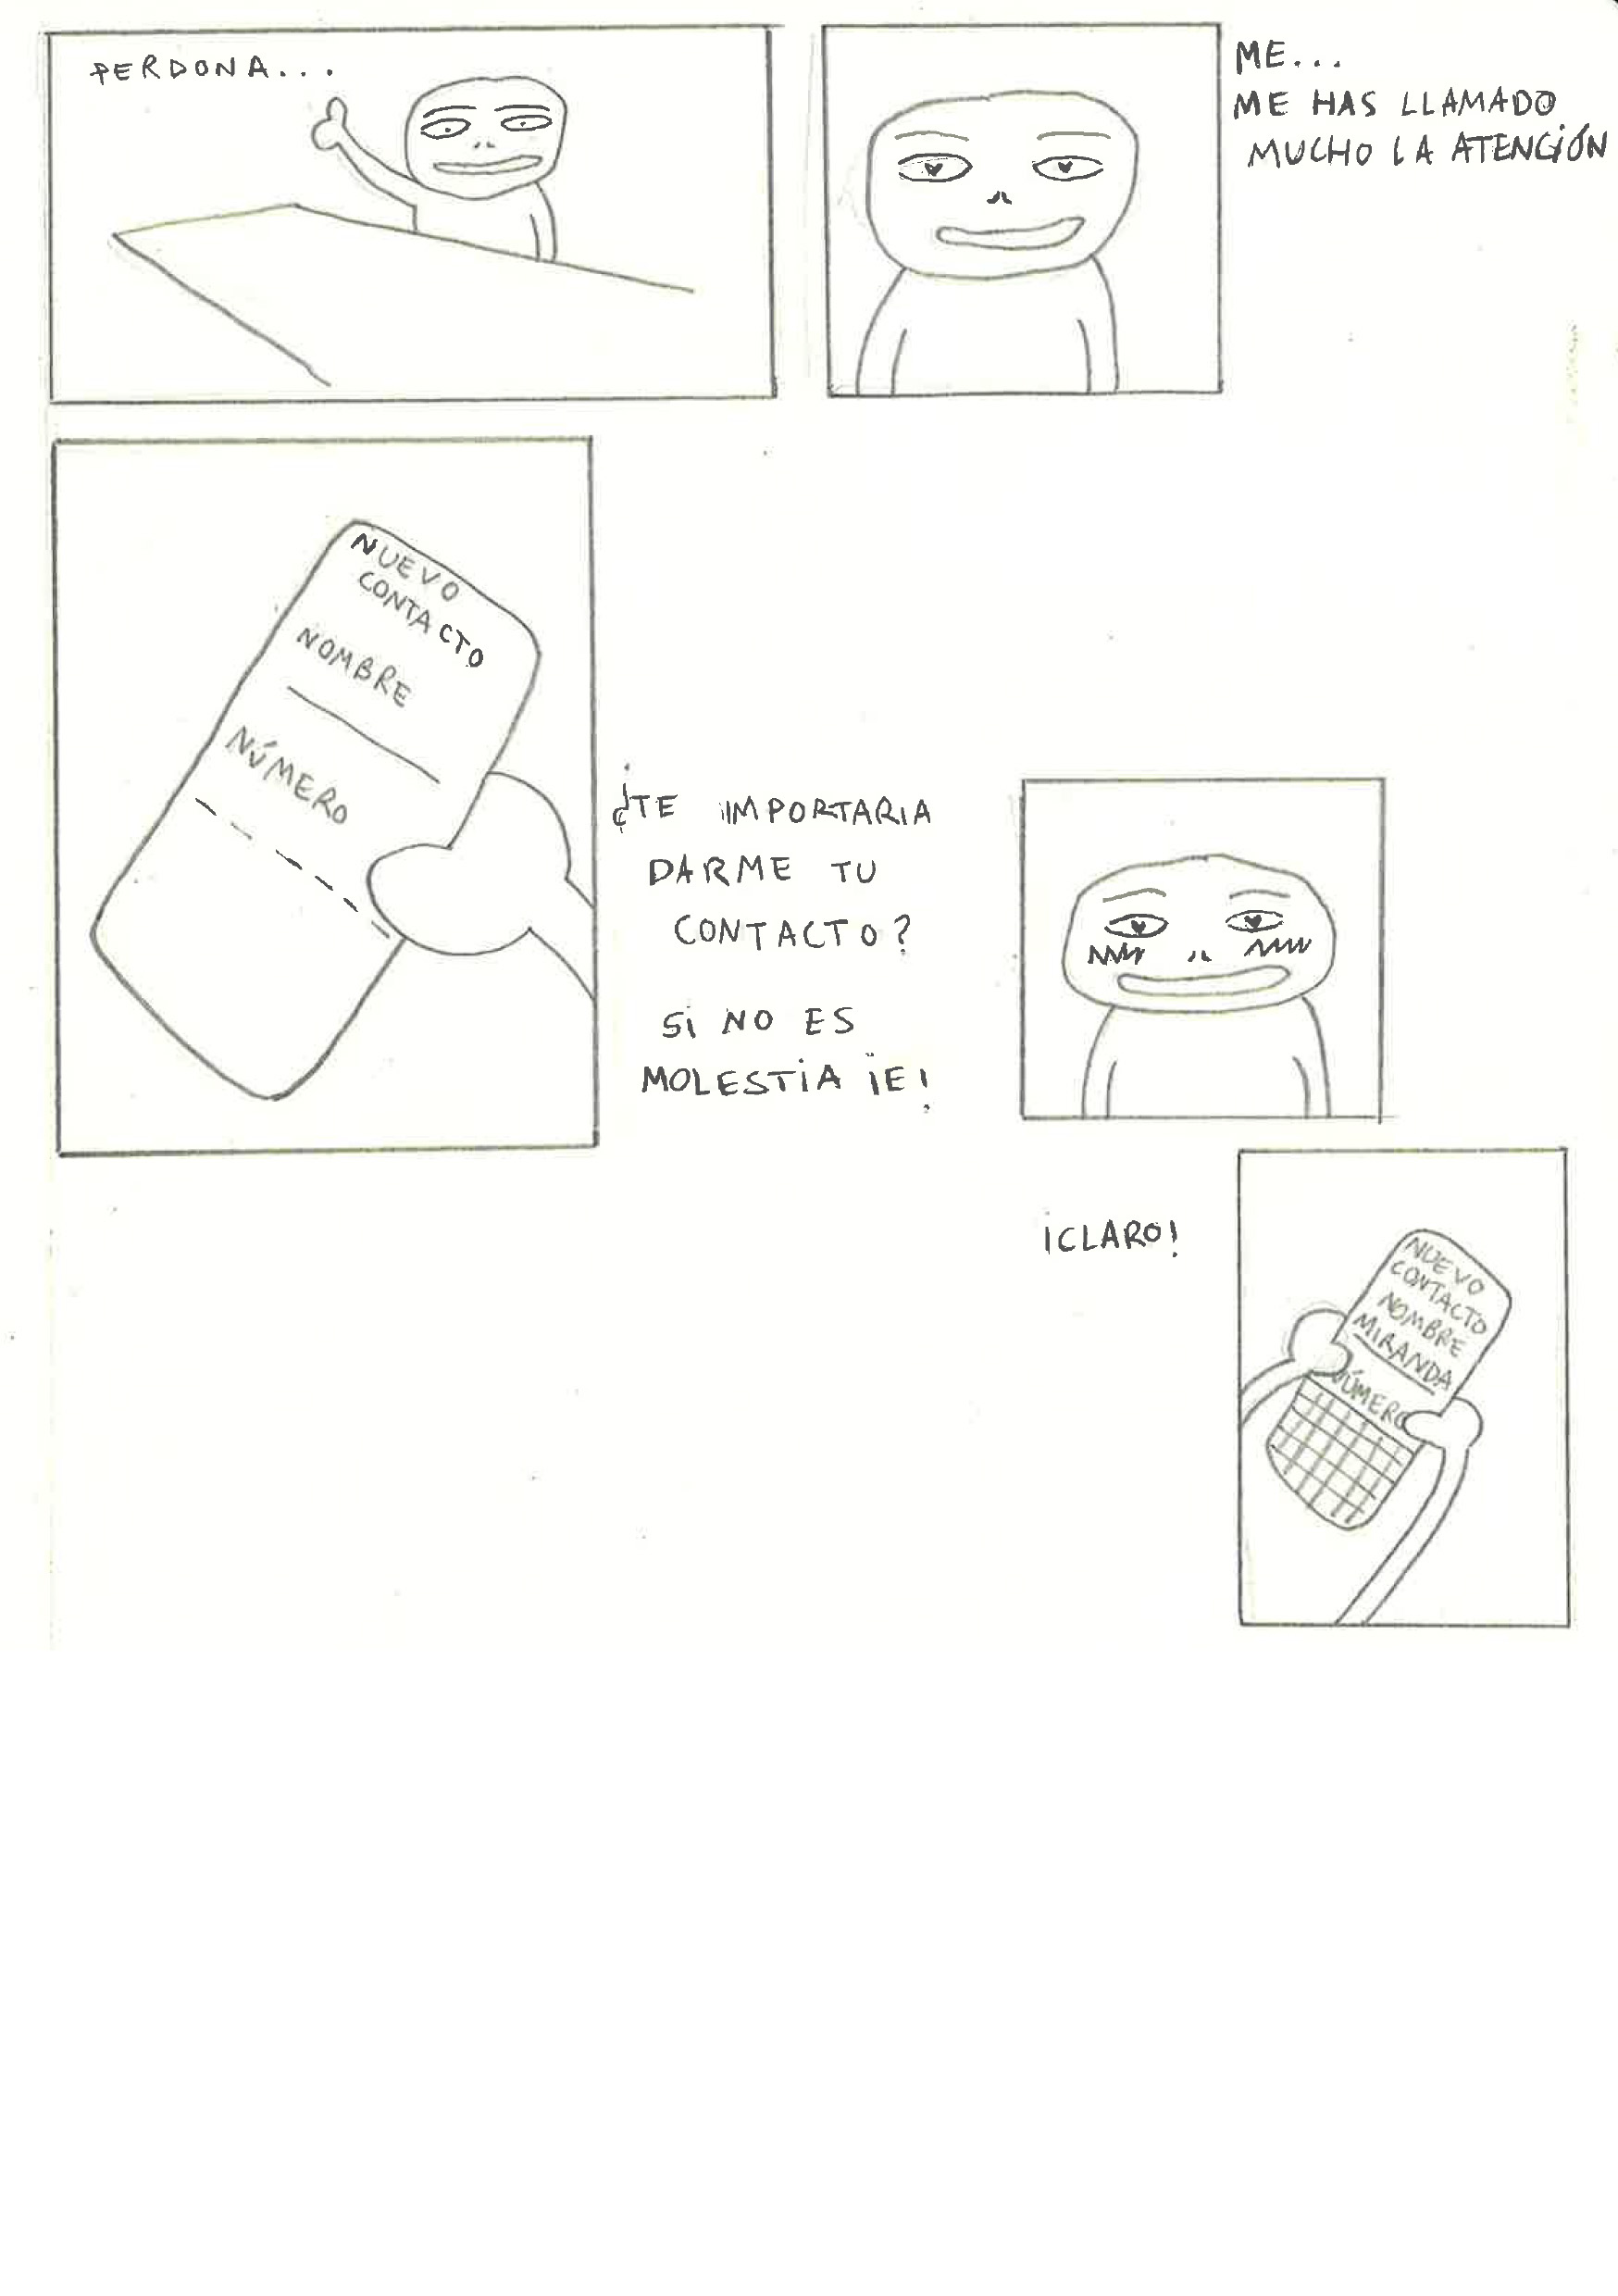 PERDONA...
ME...
ME HAS LLAMADO
MUCHO LA ATENCIÓN
NUEVO
CONTACTO
NOMBRE
NÚMERO
¿TE IMPORTARIA
DARME TU
CONTACTO?
SI NO ES
MOLESTIA ¡E!
¡CLARO!
NUEVO
CONTACTO
NOMBRE
MIRANDA
NÚMERO